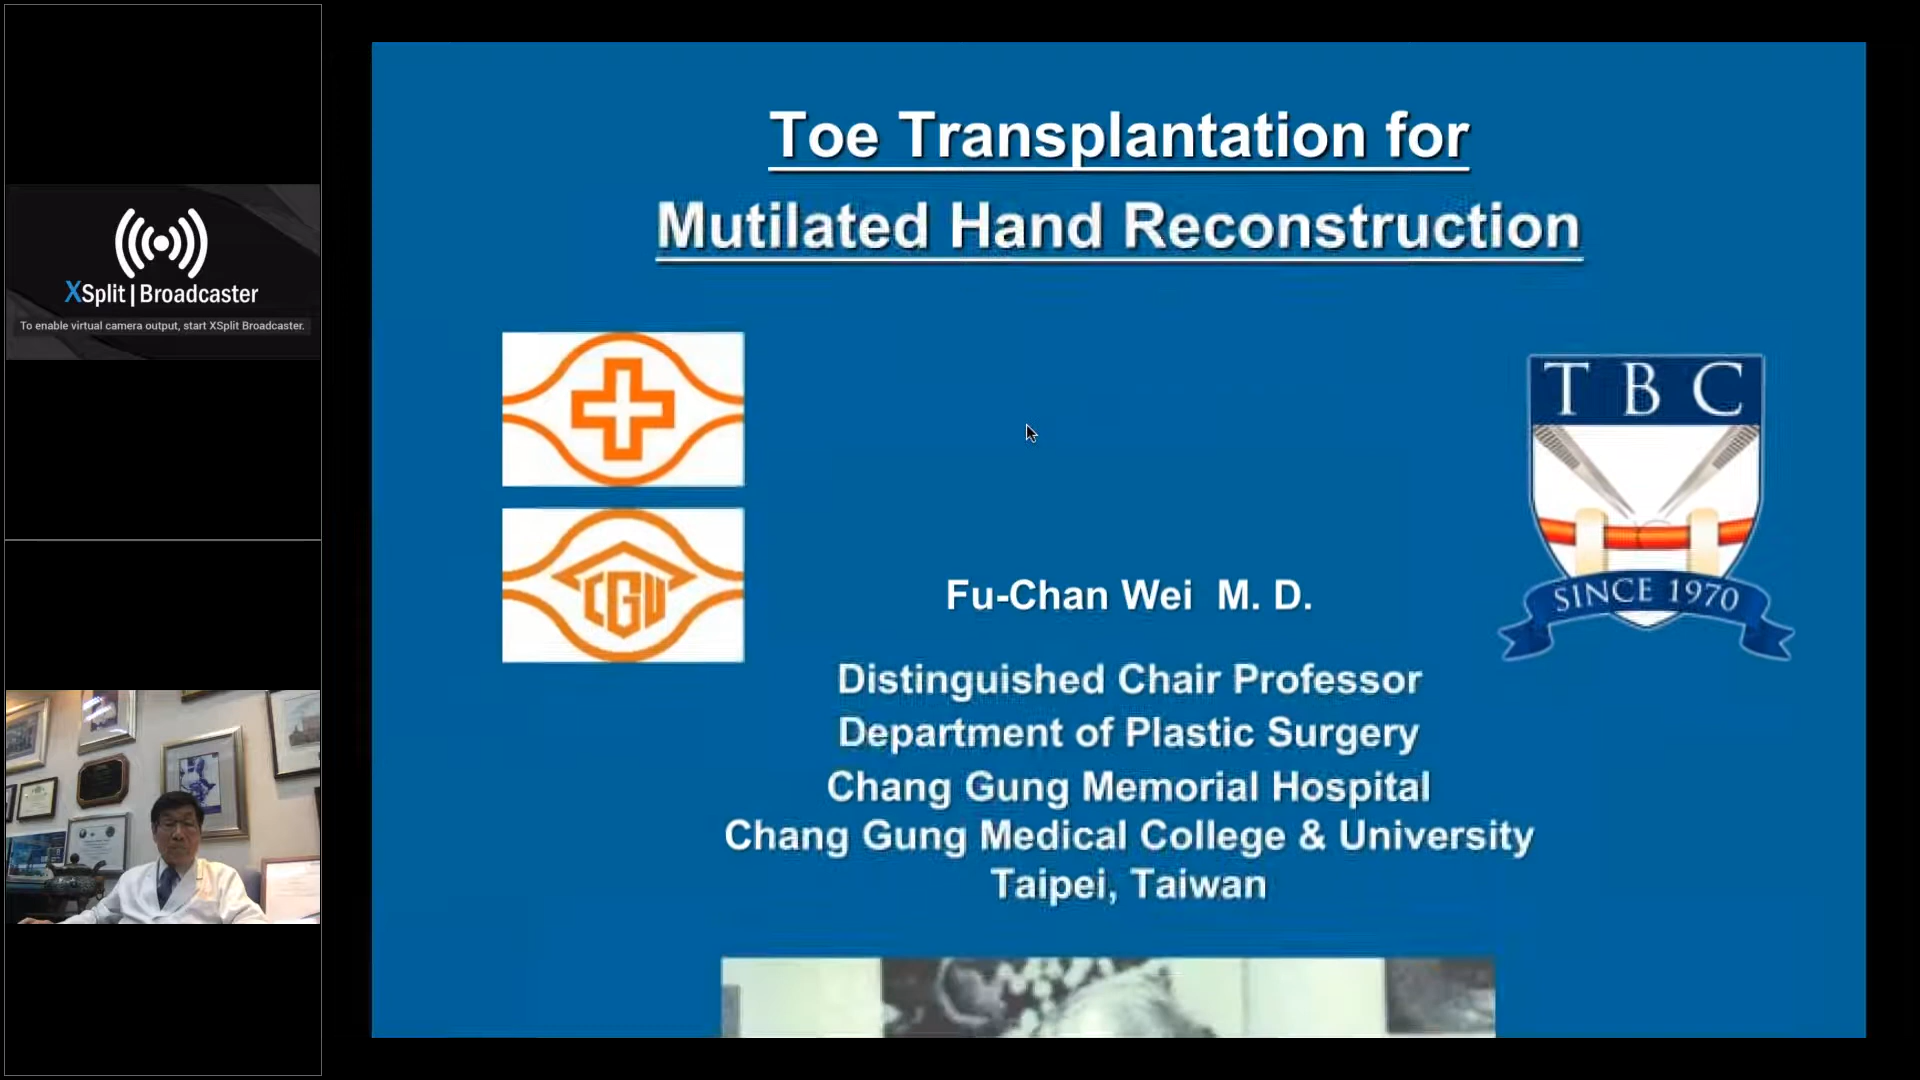 XSplit | Broadcaster
To enable virtual camera output, start XSplit Broadcaster.
Toe Transplantation for
Mutilated Hand Reconstruction
CGU
T B C
SINCE 1970
Fu-Chan Wei M. D.
Distinguished Chair Professor
Department of Plastic Surgery
Chang Gung Memorial Hospital
Chang Gung Medical College & University
Taipei, Taiwan